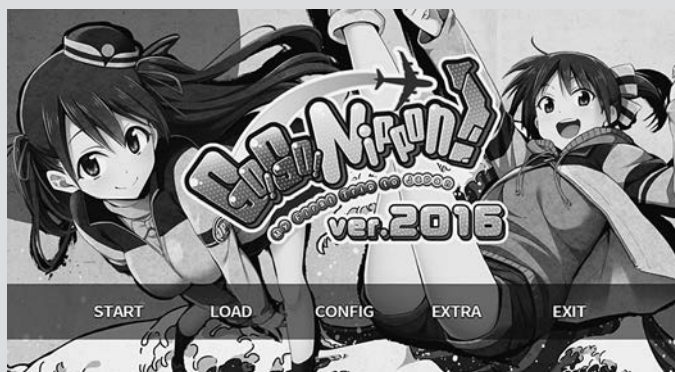 Go!Go!Nippon!
my first trip to Japan
ver.2016
START LOAD CONFIG EXTRA EXIT